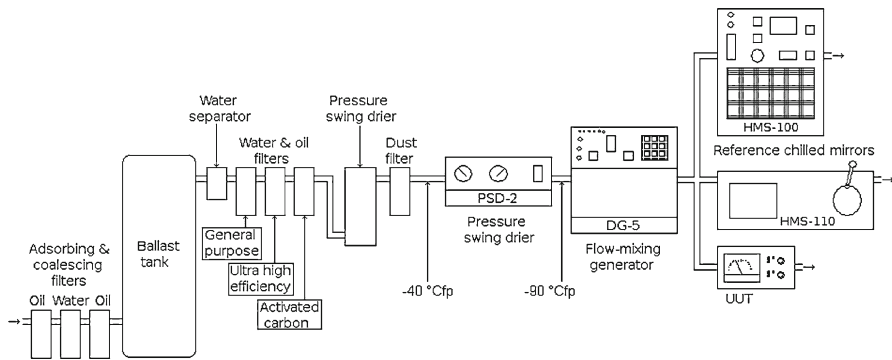 HMS-100
Reference chilled mirrors
HMS-110
UUT
Water
separator
Pressure
swing drier
Water & oil
filters
Dust
filter
PSD-2
Pressure
swing drier
DG-5
Flow-mixing
generator
General
purpose
Ultra high
efficiency
Activated
carbon
-40 °Cfp
-90 °Cfp
Ballast
tank
Adsorbing &
coalescing
filters
Oil Water Oil